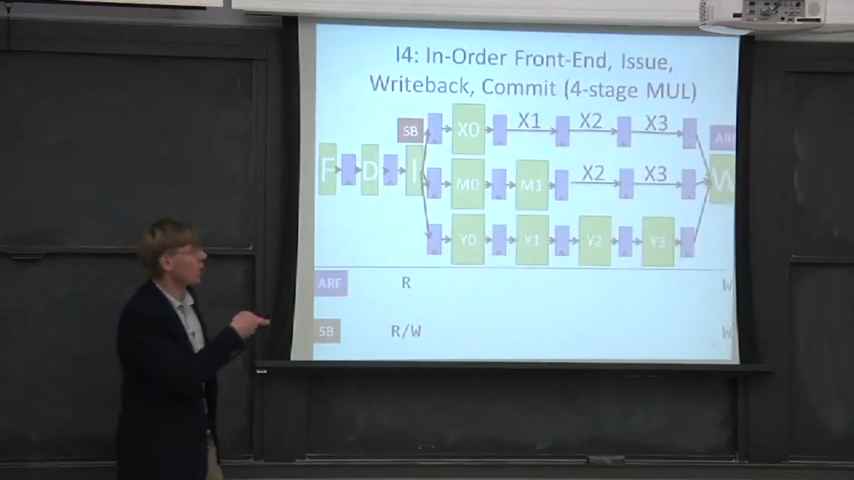 I4: In-Order Front-End, Issue,
Writeback, Commit (4-stage MUL)
SB X0 X1 X2 X3 ARF
F D I M0 M1 X2 X3 W
Y0 Y1 Y2 Y3
ARF R W
SB R/W W